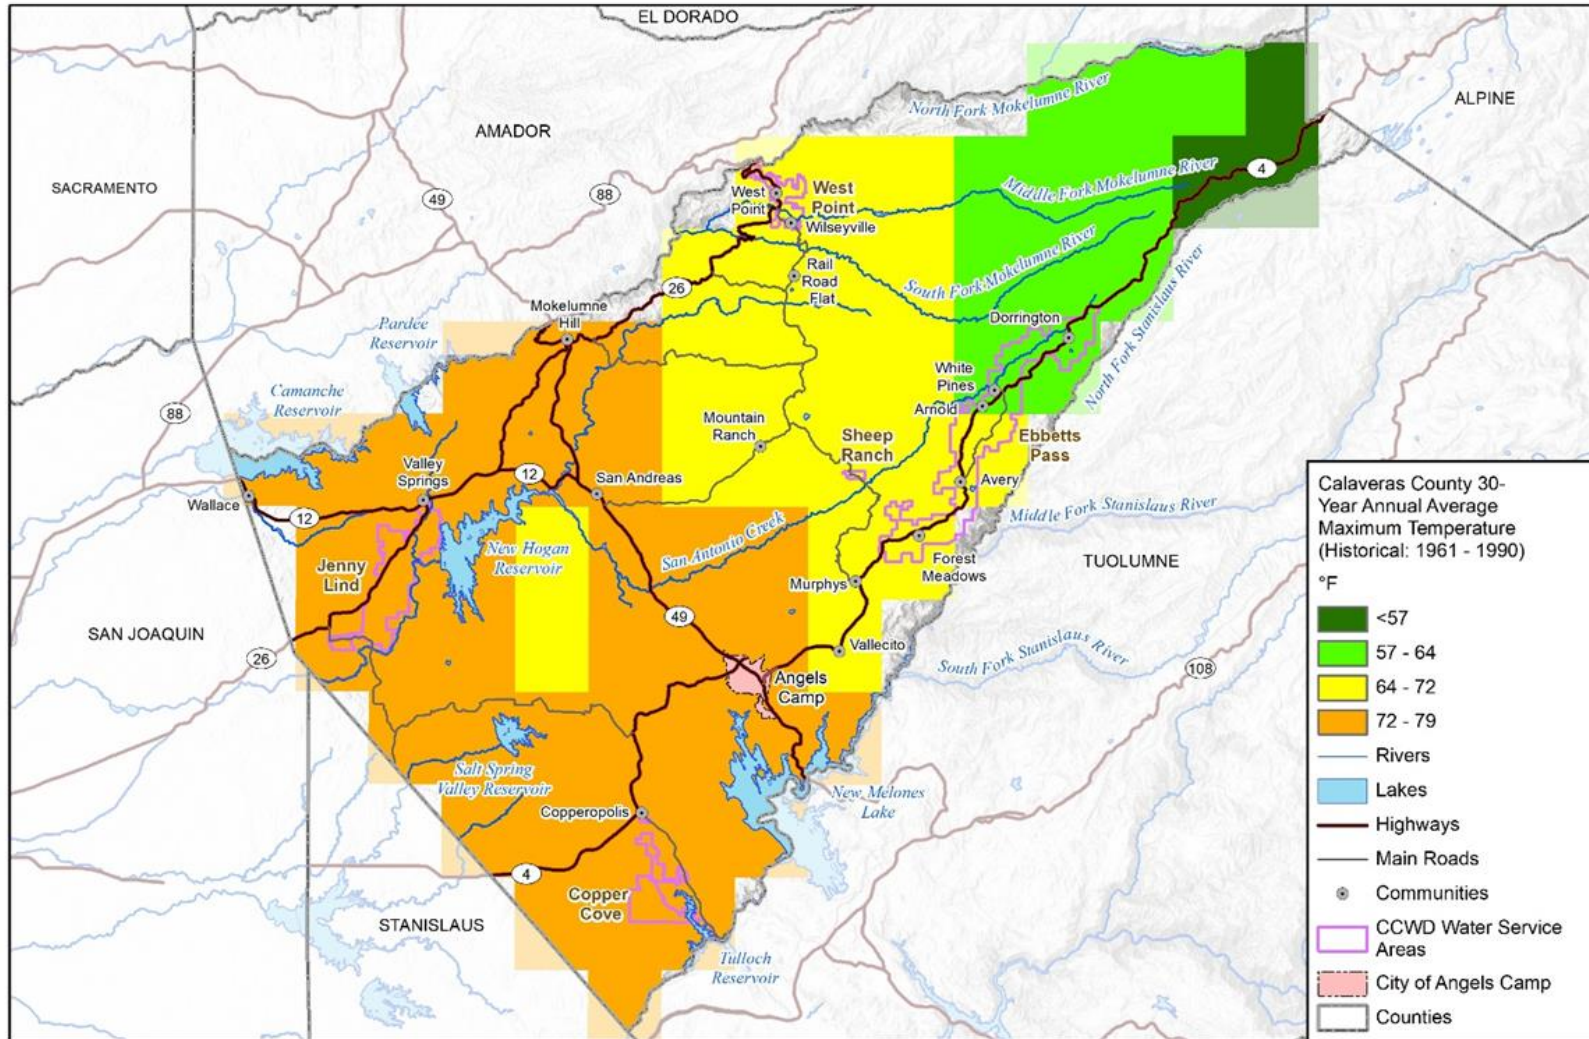 EL DORADO
ALPINE
North Fork Mokelumne River
AMADOR
4
SACRAMENTO
Middle Fork Mokelumne River
88
49
West
Point
West
Point
Wilseyville
South Fork Mokelumne River
Rail
Road
Flat
26
North Fork Stanislaus River
Mokelumne
Hill
Dorrington
Pardee
Reservoir
White
Pines
Camanche
Reservoir
88
Arnold
Mountain
Ranch
Sheep
Ranch
Ebbetts
Pass
Valley
Springs
12
San Andreas
Avery
Wallace
12
Middle Fork Stanislaus River
San Antonio Creek
New Hogan
Reservoir
Forest
Meadows
TUOLUMNE
Jenny
Lind
Murphys
49
SAN JOAQUIN
26
Vallecito
South Fork Stanislaus River
108
Angels
Camp
Salt Spring
Valley Reservoir
New Melones
Lake
Copperopolis
4
Copper
Cove
STANISLAUS
Tulloch
Reservoir
Calaveras County 30-
Year Annual Average
Maximum Temperature
(Historical: 1961 - 1990)
°F
<57
57 - 64
64 - 72
72 - 79
Rivers
Lakes
Highways
Main Roads
Communities
CCWD Water Service
Areas
City of Angels Camp
Counties